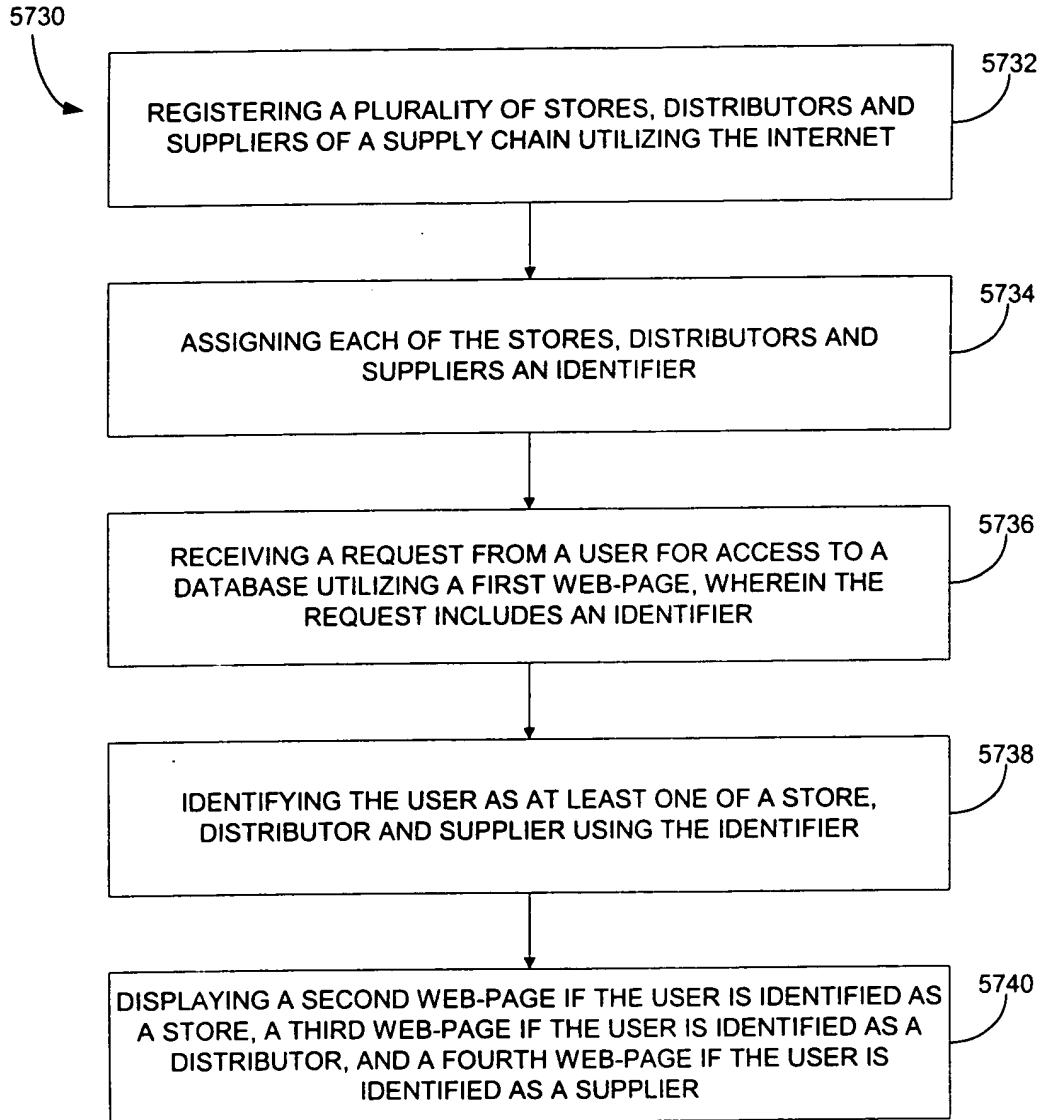 5730
5732
REGISTERING A PLURALITY OF STORES, DISTRIBUTORS AND
SUPPLIERS OF A SUPPLY CHAIN UTILIZING THE INTERNET
5734
ASSIGNING EACH OF THE STORES, DISTRIBUTORS AND
SUPPLIERS AN IDENTIFIER
5736
RECEIVING A REQUEST FROM A USER FOR ACCESS TO A
DATABASE UTILIZING A FIRST WEB-PAGE, WHEREIN THE
REQUEST INCLUDES AN IDENTIFIER
5738
IDENTIFYING THE USER AS AT LEAST ONE OF A STORE,
DISTRIBUTOR AND SUPPLIER USING THE IDENTIFIER
5740
DISPLAYING A SECOND WEB-PAGE IF THE USER IS IDENTIFIED AS
A STORE, A THIRD WEB-PAGE IF THE USER IS IDENTIFIED AS A
DISTRIBUTOR, AND A FOURTH WEB-PAGE IF THE USER IS
IDENTIFIED AS A SUPPLIER